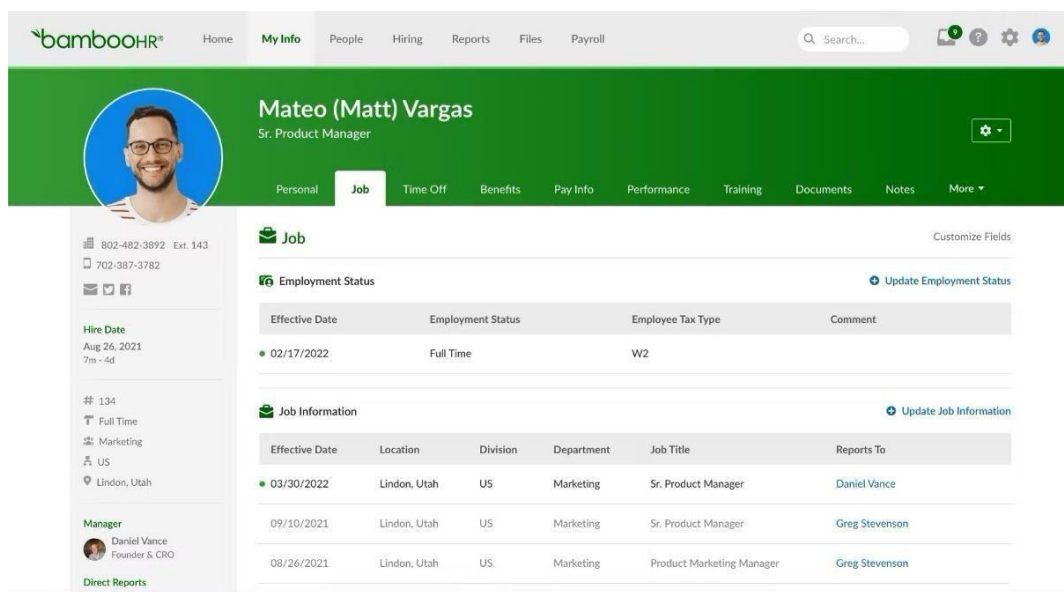 bambooHR®
Home My Info People Hiring Reports Files Payroll Search... 9
Mateo (Matt) Vargas
Sr. Product Manager
Personal Job Time Off Benefits Pay Info Performance Training Documents Notes More
802-482-3892 Ext. 143
702-387-3782
Hire Date
Aug 26, 2021
7m - 4d
# 134
Full Time
Marketing
US
Lindon, Utah
Manager
Daniel Vance
Founder & CRO
Direct Reports
Job Customize Fields
Employment Status Update Employment Status
Effective Date Employment Status Employee Tax Type Comment
02/17/2022 Full Time W2
Job Information Update Job Information
Effective Date Location Division Department Job Title Reports To
03/30/2022 Lindon, Utah US Marketing Sr. Product Manager Daniel Vance
09/10/2021 Lindon, Utah US Marketing Sr. Product Manager Greg Stevenson
08/26/2021 Lindon, Utah US Marketing Product Marketing Manager Greg Stevenson